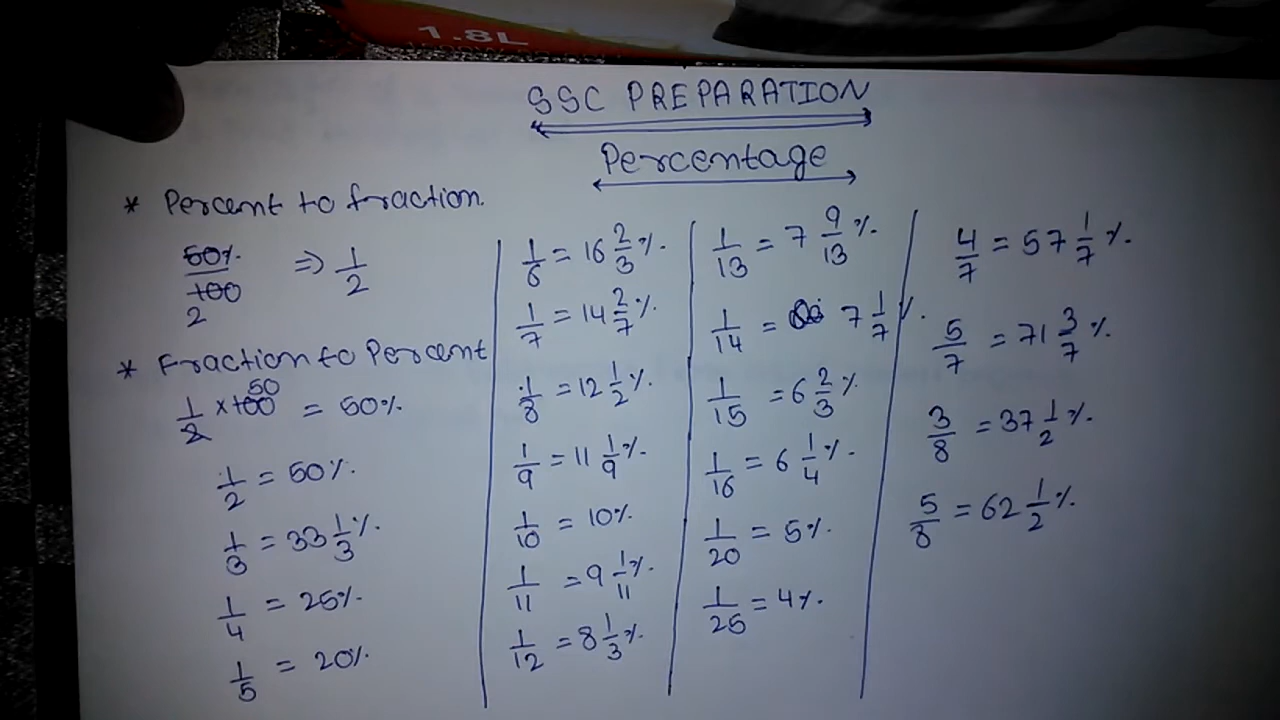 1.8L
SSC PREPARATION
Percentage
* Percent to fraction.
50%/100 2 => 1/2
* Fraction to Percent
1/2 × 100 50 = 50%
1/2 = 50%
1/3 = 33 1/3%
1/4 = 25%
1/5 = 20%
1/6 = 16 2/3%
1/7 = 14 2/7%
1/8 = 12 1/2%
1/9 = 11 1/9%
1/10 = 10%
1/11 = 9 1/11%
1/12 = 8 1/3%
1/13 = 7 9/13%
1/14 = 7 1/7%
1/15 = 6 2/3%
1/16 = 6 1/4%
1/20 = 5%
1/25 = 4%
4/7 = 57 1/7%
5/7 = 71 3/7%
3/8 = 37 1/2%
5/8 = 62 1/2%